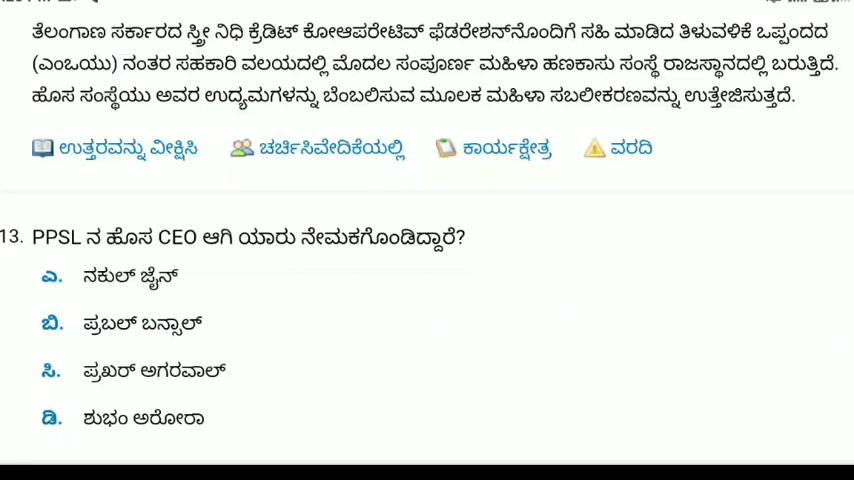 ತೆಲಂಗಾಣ ಸರ್ಕಾರದ ಸ್ತ್ರೀ ನಿಧಿ ಕ್ರೆಡಿಟ್ ಕೋಆಪರೇಟಿವ್ ಫೆಡರೇಶನ್‌ನೊಂದಿಗೆ ಸಹಿ ಮಾಡಿದ ತಿಳುವಳಿಕೆ ಒಪ್ಪಂದದ
(ಎಂಒಯು) ನಂತರ ಸಹಕಾರಿ ವಲಯದಲ್ಲಿ ಮೊದಲ ಸಂಪೂರ್ಣ ಮಹಿಳಾ ಹಣಕಾಸು ಸಂಸ್ಥೆ ರಾಜಸ್ಥಾನದಲ್ಲಿ ಬರುತ್ತಿದೆ.
ಹೊಸ ಸಂಸ್ಥೆಯು ಅವರ ಉದ್ಯಮಗಳನ್ನು ಬೆಂಬಲಿಸುವ ಮೂಲಕ ಮಹಿಳಾ ಸಬಲೀಕರಣವನ್ನು ಉತ್ತೇಜಿಸುತ್ತದೆ.
ಉತ್ತರವನ್ನು ವೀಕ್ಷಿಸಿ ಚರ್ಚಿಸಿವೇದಿಕೆಯಲ್ಲಿ ಕಾರ್ಯಕ್ಷೇತ್ರ ವರದಿ
13. PPSL ನ ಹೊಸ CEO ಆಗಿ ಯಾರು ನೇಮಕಗೊಂಡಿದ್ದಾರೆ?
ಎ. ನಕುಲ್ ಜೈನ್
ಬಿ. ಪ್ರಬಲ್ ಬನ್ಸಾಲ್
ಸಿ. ಪ್ರಖರ್ ಅಗರವಾಲ್
ಡಿ. ಶುಭಂ ಅರೋರಾ